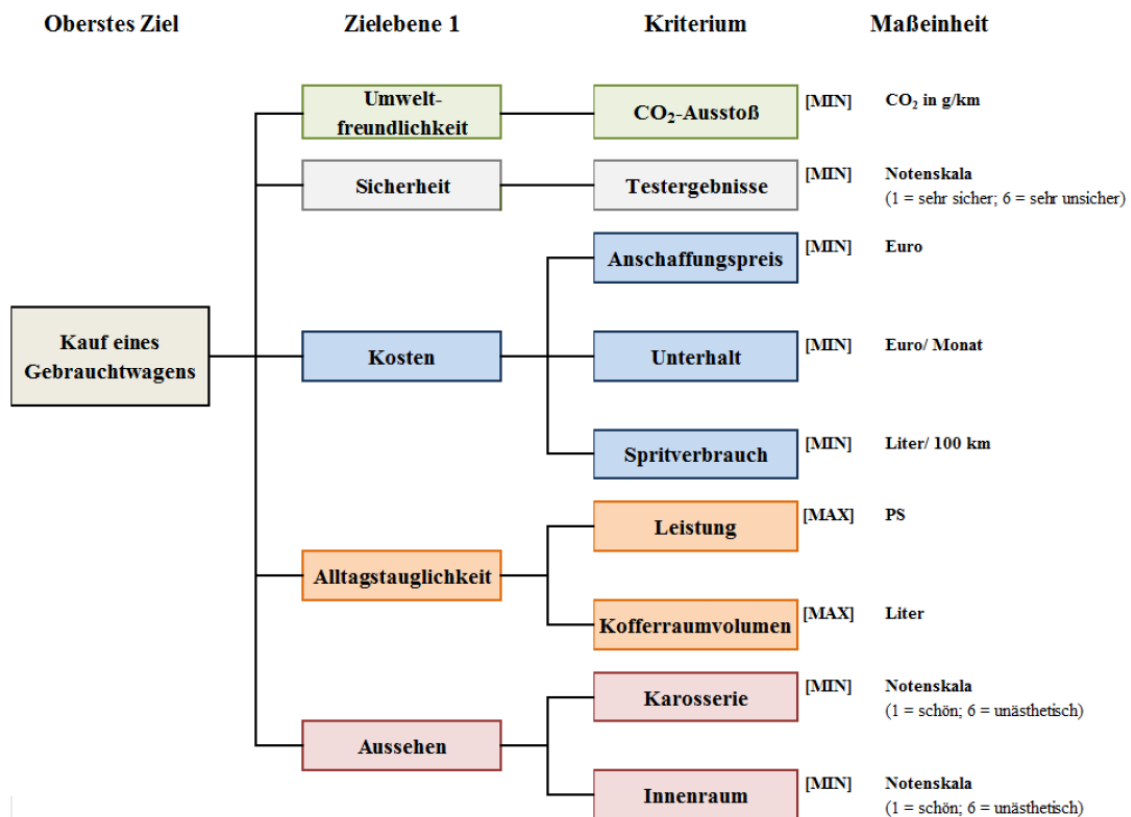 Oberstes Ziel
Zielebene 1
Kriterium
Maßeinheit
Umwelt-
freundlichkeit
CO₂-Ausstoß
[MIN]
CO₂ in g/km
Sicherheit
Testergebnisse
[MIN]
Notenskala
(1 = sehr sicher; 6 = sehr unsicher)
Kauf eines
Gebrauchtwagens
Kosten
Anschaffungspreis
[MIN]
Euro
Unterhalt
[MIN]
Euro/ Monat
Spritverbrauch
[MIN]
Liter/ 100 km
Alltagstauglichkeit
Leistung
[MAX]
PS
Kofferraumvolumen
[MAX]
Liter
Aussehen
Karosserie
[MIN]
Notenskala
(1 = schön; 6 = unästhetisch)
Innenraum
[MIN]
Notenskala
(1 = schön; 6 = unästhetisch)